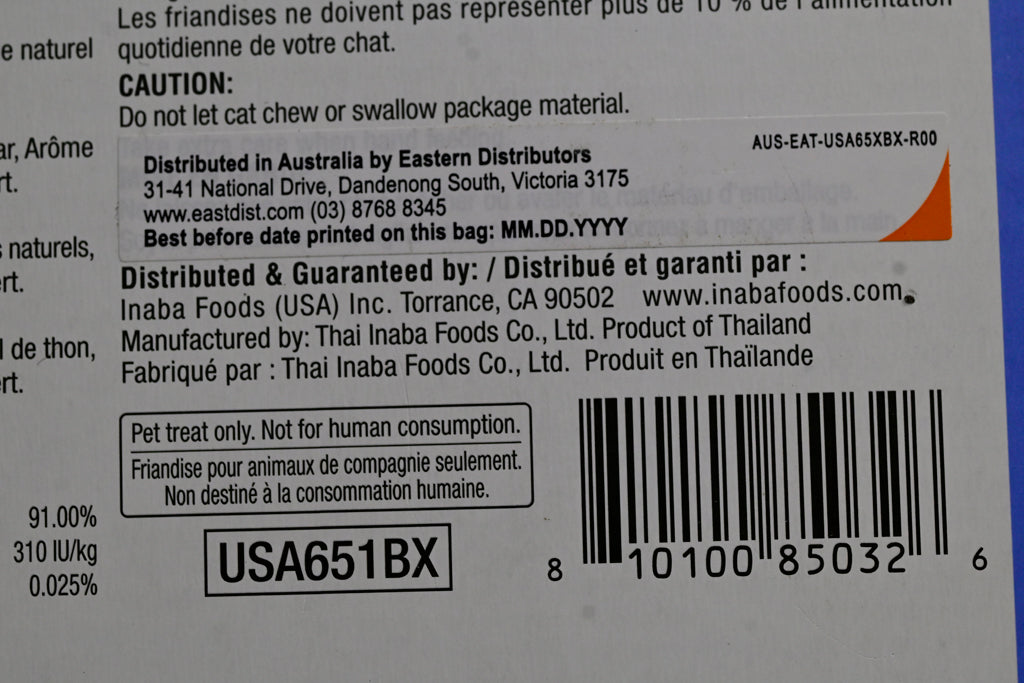 Les friandises ne doivent pas représenter plus de 10 % de l'alimentation
quotidienne de votre chat.
CAUTION:
Do not let cat chew or swallow package material.
AUS-EAT-USA65XBX-R00
Distributed in Australia by Eastern Distributors
31-41 National Drive, Dandenong South, Victoria 3175
www.eastdist.com (03) 8768 8345
Best before date printed on this bag: MM.DD.YYYY
Distributed & Guaranteed by: / Distribué et garanti par :
Inaba Foods (USA) Inc. Torrance, CA 90502 www.inabafoods.com
Manufactured by: Thai Inaba Foods Co., Ltd. Product of Thailand
Fabriqué par : Thai Inaba Foods Co., Ltd. Produit en Thaïlande
Pet treat only. Not for human consumption.
Friandise pour animaux de compagnie seulement.
Non destiné à la consommation humaine.
USA651BX
8 10100 85032 6
e naturel
ar, Arôme
rt.
s naturels,
ert.
l de thon,
ert.
91.00%
310 IU/kg
0.025%